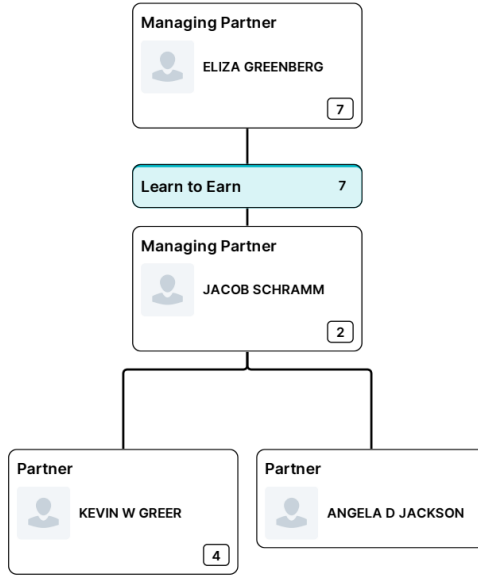 Managing Partner
ELIZA GREENBERG
7
Learn to Earn 7
Managing Partner
JACOB SCHRAMM
2
Partner
KEVIN W GREER
4
Partner
ANGELA D JACKSON